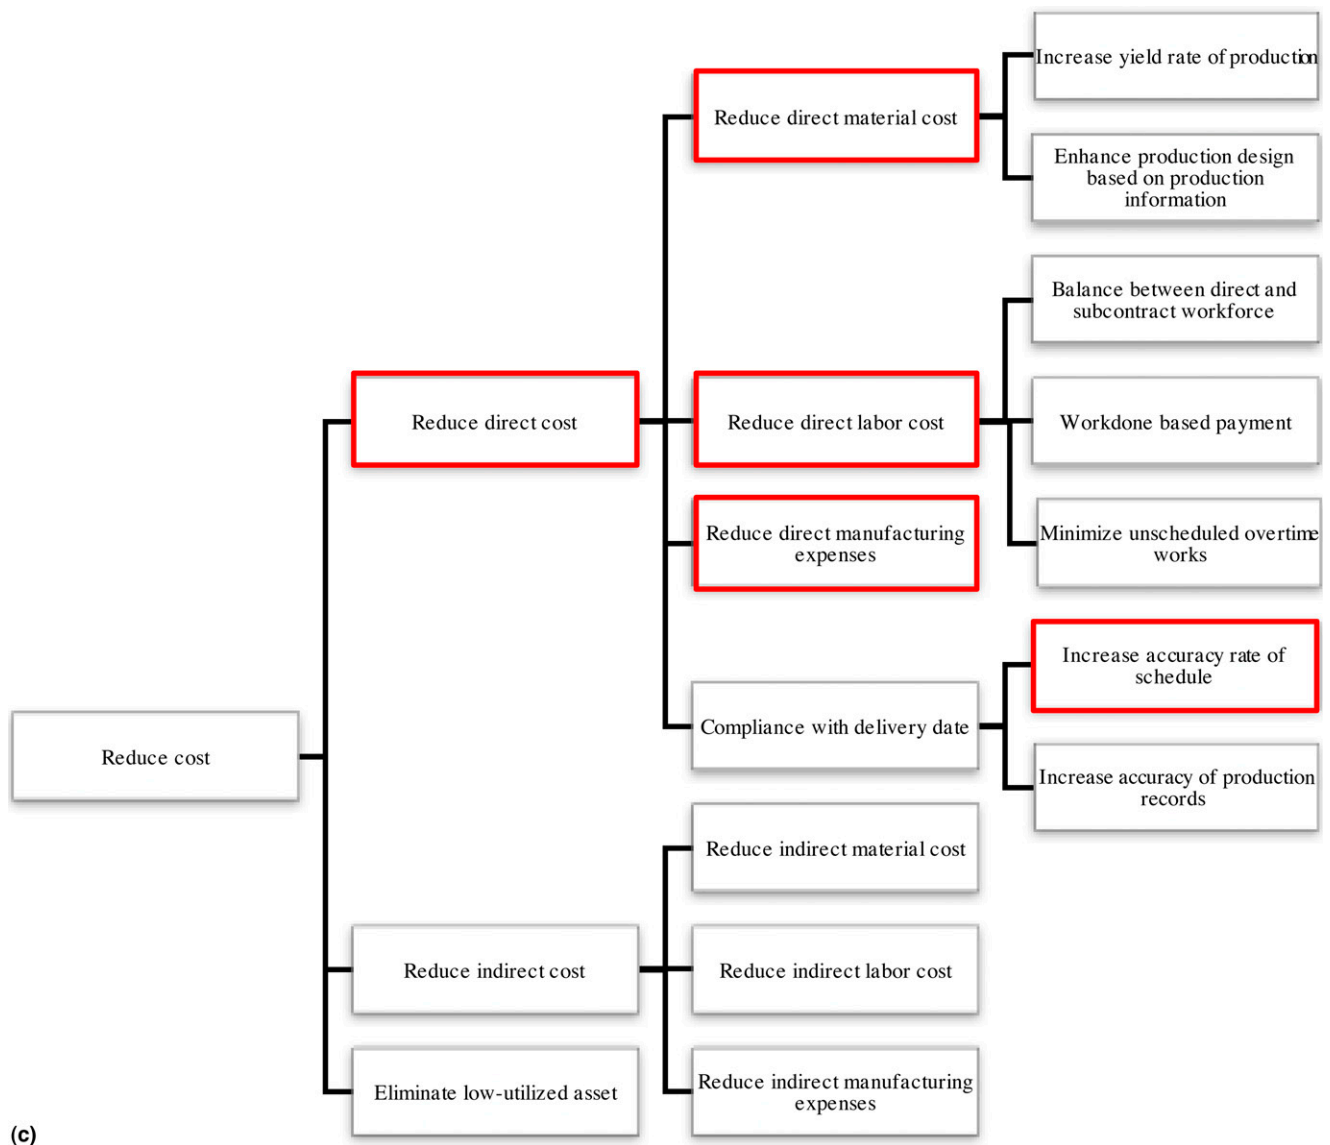 Increase yield rate of production
Reduce direct material cost
Enhance production design
based on production
information
Balance between direct and
subcontract workforce
Reduce direct cost
Reduce direct labor cost
Workdone based payment
Reduce direct manufacturing
expenses
Minimize unscheduled overtime
works
Increase accuracy rate of
schedule
Compliance with delivery date
Reduce cost
Increase accuracy of production
records
Reduce indirect material cost
Reduce indirect cost
Reduce indirect labor cost
Eliminate low-utilized asset
Reduce indirect manufacturing
expenses
(c)